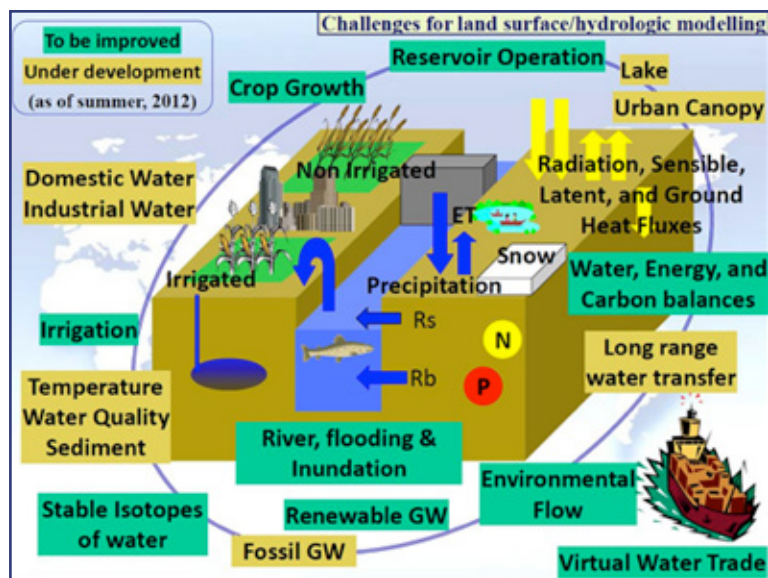 Challenges for land surface/hydrologic modelling
To be improved
Under development
(as of summer, 2012)
Reservoir Operation
Lake
Crop Growth
Urban Canopy
Non Irrigated
Radiation, Sensible,
Latent, and Ground
Heat Fluxes
Domestic Water
Industrial Water
ET
Snow
Irrigated
Precipitation
Water, Energy, and
Carbon balances
Irrigation
Rs
N
Long range
water transfer
Rb
P
Temperature
Water Quality
Sediment
River, flooding &
Inundation
Environmental
Flow
Stable Isotopes
of water
Renewable GW
Fossil GW
Virtual Water Trade